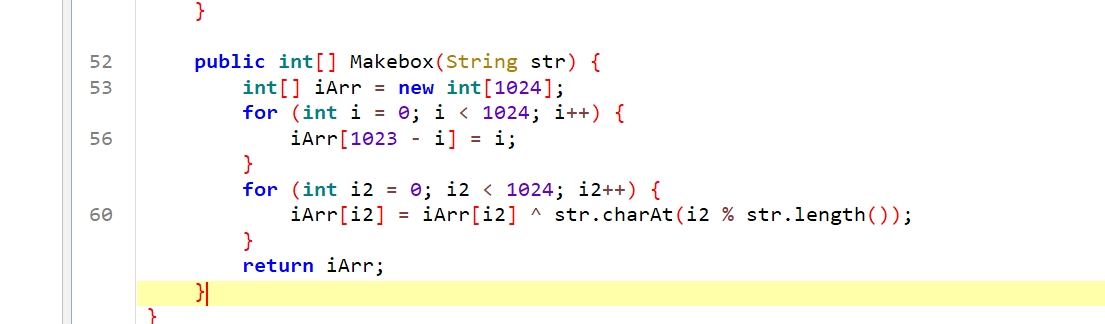 }
52 public int[] Makebox(String str) {
53 int[] iArr = new int[1024];
for (int i = 0; i < 1024; i++) {
56 iArr[1023 - i] = i;
}
for (int i2 = 0; i2 < 1024; i2++) {
60 iArr[i2] = iArr[i2] ^ str.charAt(i2 % str.length());
}
return iArr;
}
}